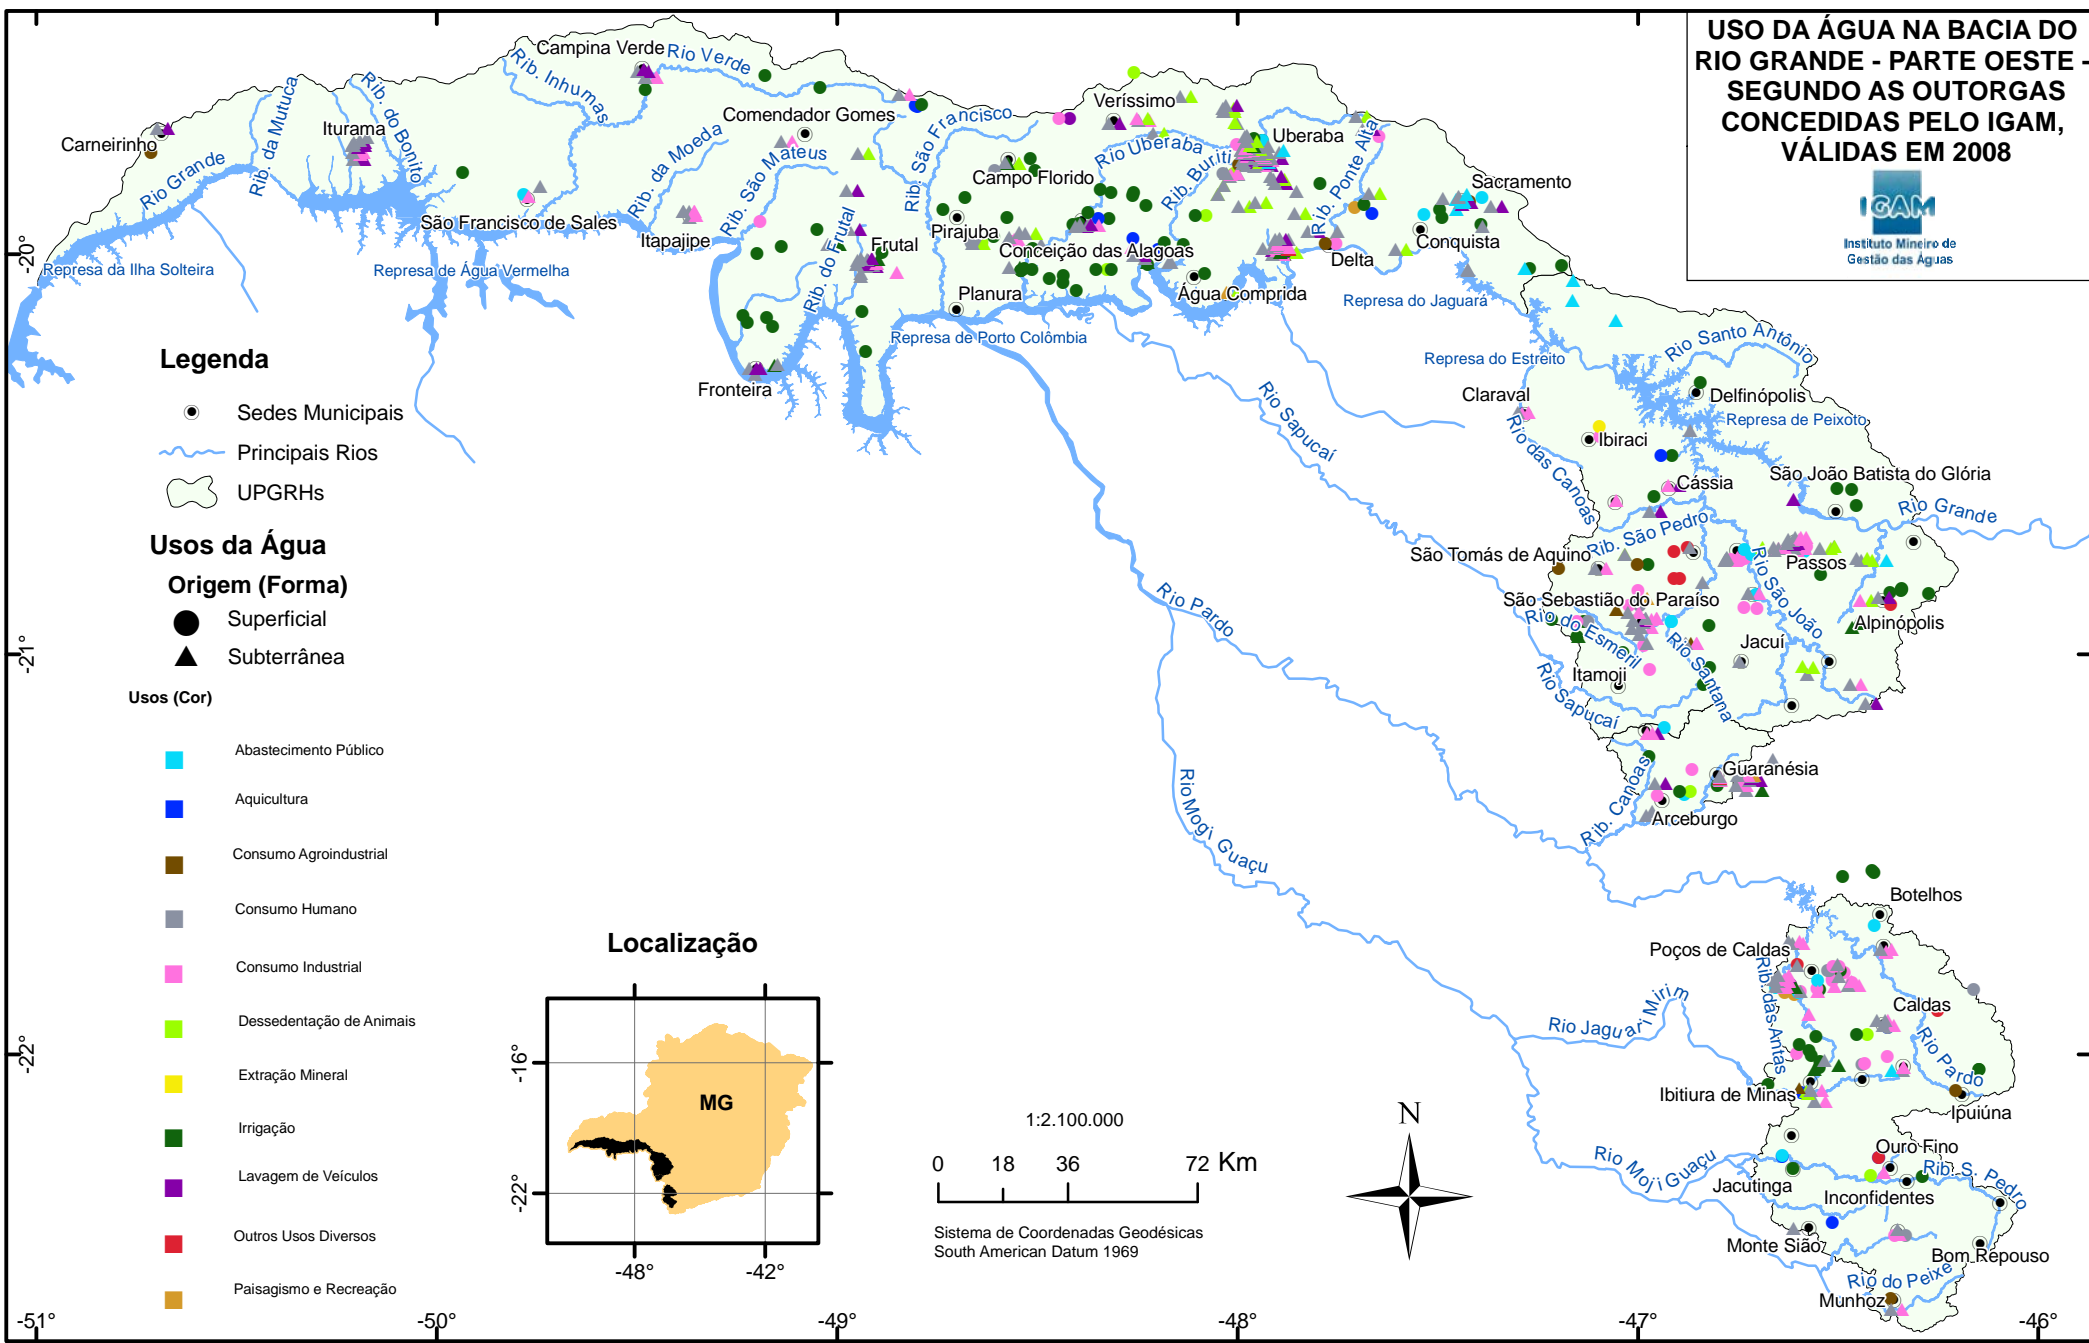 USO DA ÁGUA NA BACIA DO
RIO GRANDE - PARTE OESTE -
SEGUNDO AS OUTORGAS
CONCEDIDAS PELO IGAM,
VÁLIDAS EM 2008
IGAM
Instituto Mineiro de
Gestão das Águas
Campina Verde
Rio Verde
Rib. Inhumas
Rib. da Mutuca
Rib. do Bonito
Carneirinho
Iturama
Rio Grande
Comendador Gomes
Rib. da Moeda
Rib. São Mateus
Rib. São Francisco
Campo Florido
Veríssimo
Uberaba
Rio Uberaba
Rib. Buriti
Rib. Ponte Alta
Sacramento
São Francisco de Sales
Itapajipe
Rib. do Frutal
Frutal
Pirajuba
Conceição das Alagoas
Conquista
Delta
Represa da Ilha Solteira
Represa de Água Vermelha
Planura
Água Comprida
Represa do Jaguará
Represa de Porto Colômbia
Fronteira
Represa do Estreito
Rio Santo Antônio
Claraval
Delfinópolis
Represa de Peixoto
Ibiraci
Rio Sapucaí
Rio das Canoas
Cássia
São João Batista do Glória
Rio Grande
Rib. São Pedro
São Tomás de Aquino
Passos
Rio São João
São Sebastião do Paraíso
Rio do Esmeril
Alpinópolis
Jacuí
Itamoji
Rio Santana
Rio Sapucaí
Rio Pardo
Guaranésia
Rib. Canoas
Arceburgo
Rio Mogi Guaçu
Botelhos
Poços de Caldas
Rib. das Antas
Caldas
Rio Jaguari Mirim
Rio Pardo
Ibitiura de Minas
Ipuiúna
Ouro Fino
Rio Moji Guaçu
Rib. S. Pedro
Jacutinga
Inconfidentes
Monte Sião
Bom Repouso
Rio do Peixe
Munhoz
Legenda
Sedes Municipais
Principais Rios
UPGRHs
Usos da Água
Origem (Forma)
Superficial
Subterrânea
Usos (Cor)
Abastecimento Público
Aquicultura
Consumo Agroindustrial
Consumo Humano
Consumo Industrial
Dessedentação de Animais
Extração Mineral
Irrigação
Lavagem de Veículos
Outros Usos Diversos
Paisagismo e Recreação
Localização
MG
-16°
-22°
-48°
-42°
1:2.100.000
0 18 36 72 Km
Sistema de Coordenadas Geodésicas
South American Datum 1969
N
-20°
-21°
-22°
-51°
-50°
-49°
-48°
-47°
-46°